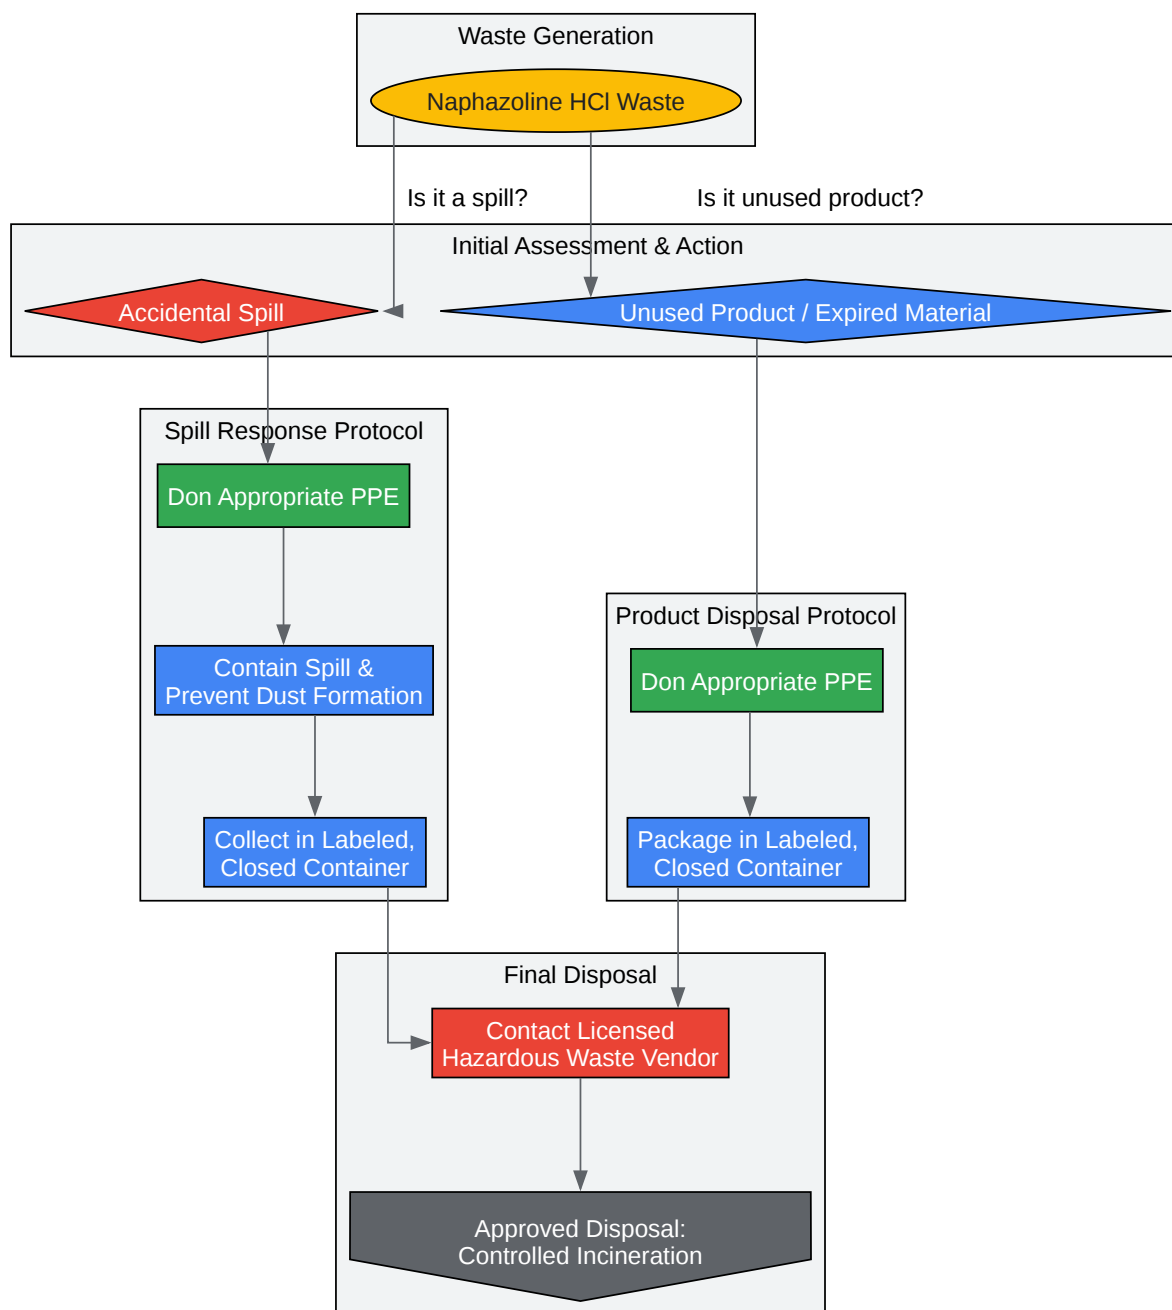 Waste Generation
Naphazoline HCl Waste
Is it a spill?
Is it unused product?
Initial Assessment & Action
Accidental Spill
Unused Product / Expired Material
Spill Response Protocol
Don Appropriate PPE
Contain Spill &
Prevent Dust Formation
Collect in Labeled,
Closed Container
Product Disposal Protocol
Don Appropriate PPE
Package in Labeled,
Closed Container
Final Disposal
Contact Licensed
Hazardous Waste Vendor
Approved Disposal:
Controlled Incineration